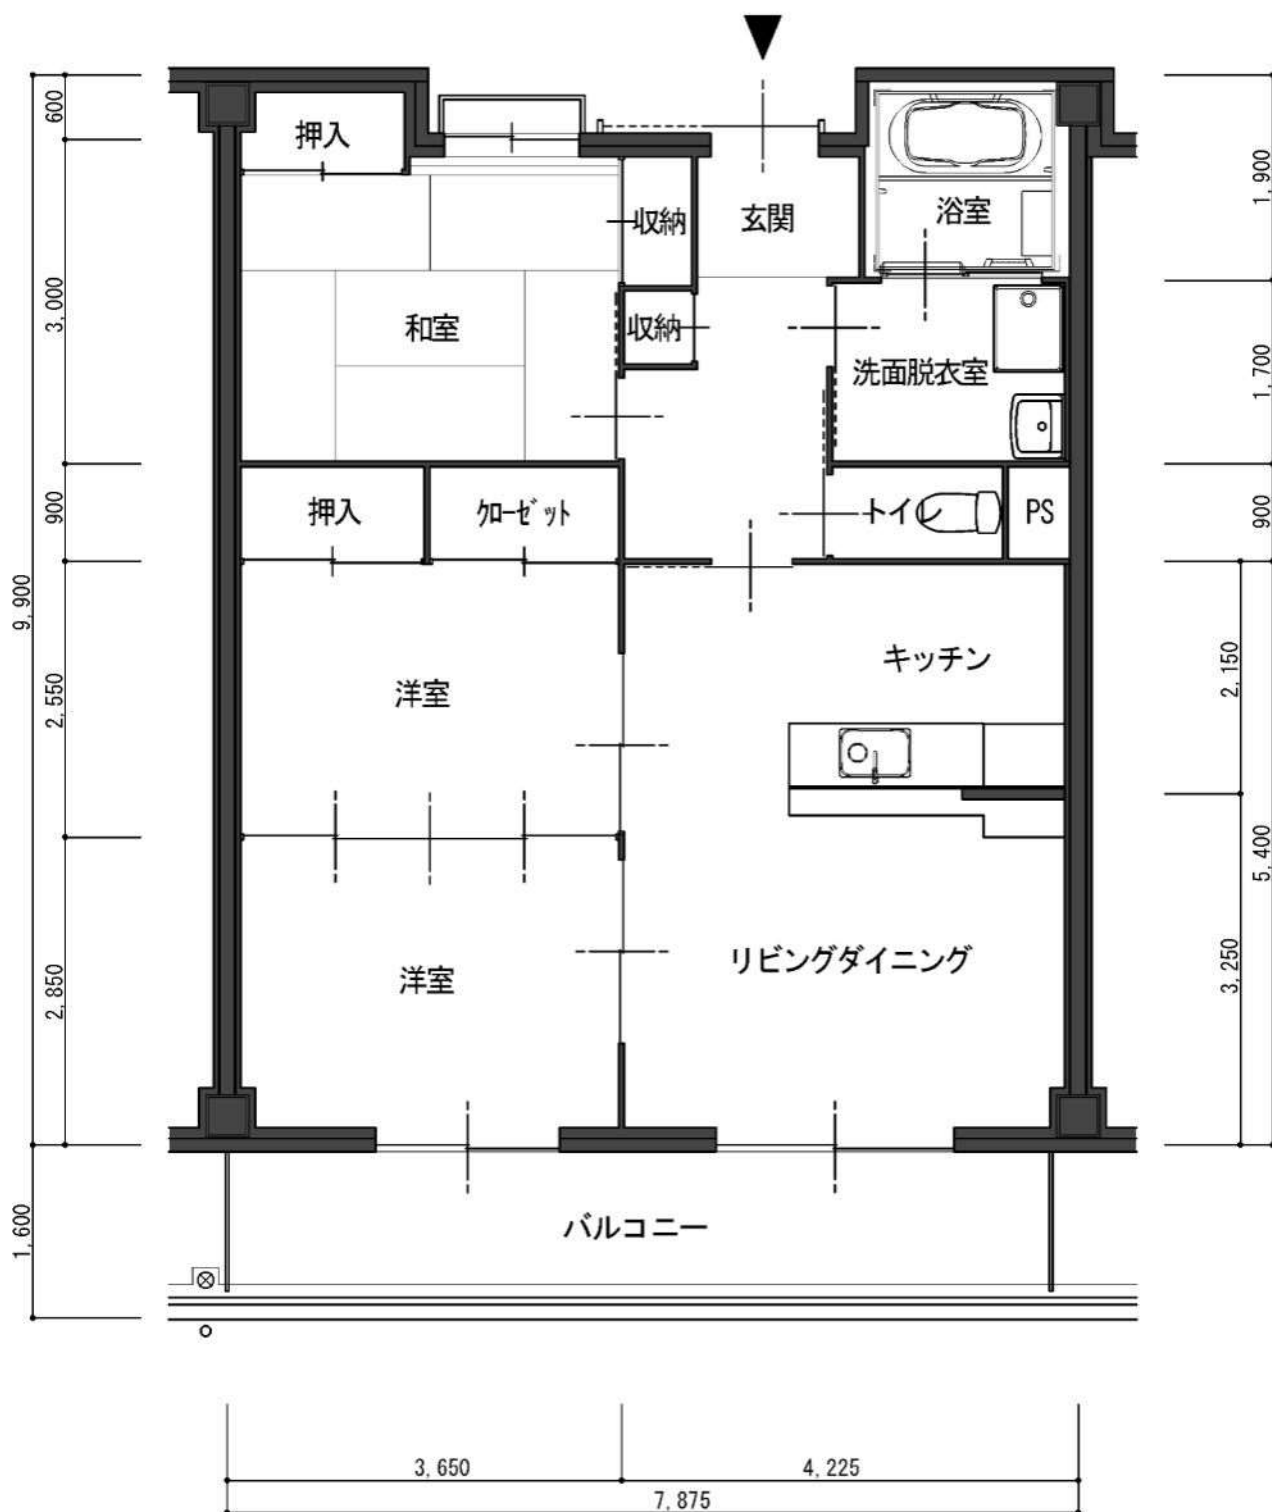 600
1,900
押入
収納
玄関
浴室
3,000
和室
収納
洗面脱衣室
1,700
900
押入
クローゼット
トイレ
PS
900
9,900
2,550
洋室
キッチン
2,150
5,400
2,850
洋室
リビングダイニング
3,250
1,600
バルコニー
3,650
4,225
7,875